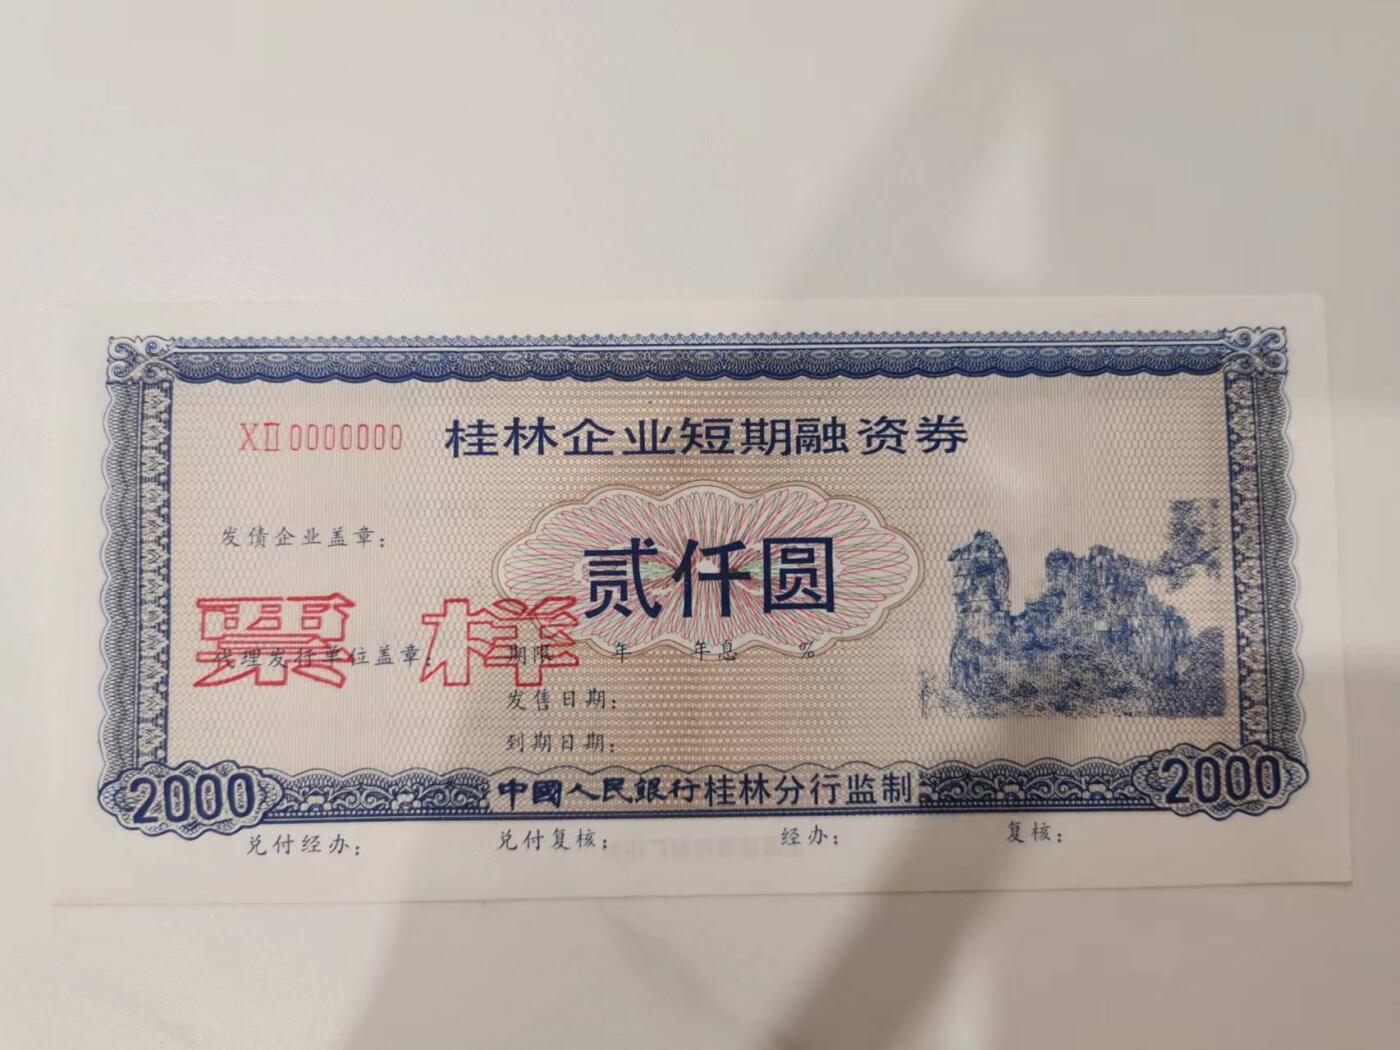 XII0000000
桂林企业短期融资券
发债企业盖章：
贰仟圆
票样
代理发行单位盖章：
期限 年 年息 %
发售日期：
到期日期：
2000
中國人民銀行桂林分行监制
2000
兑付经办：
兑付复核：
经办：
复核：